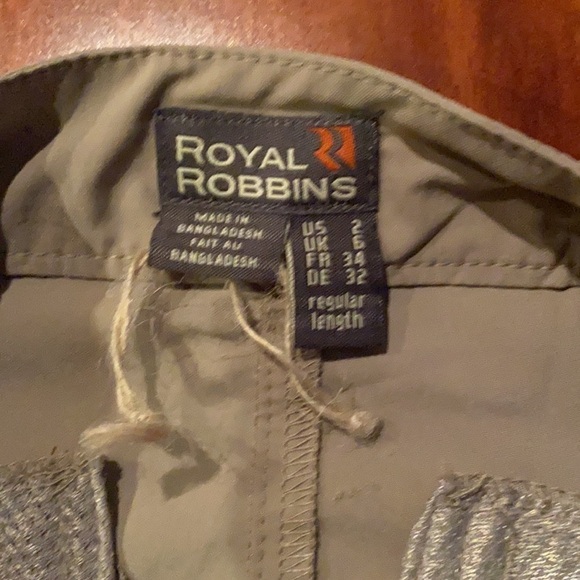 ROYAL
ROBBINS
MADE IN
BANGLADESH
FAIT AU
BANGLADESH
US 2
UK 6
FR 34
DE 32
regular
length